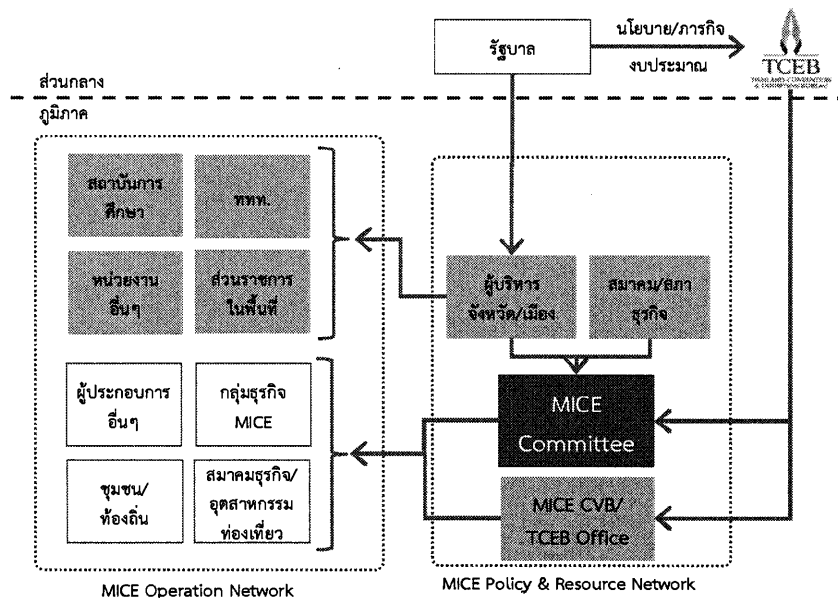 รัฐบาล
นโยบาย/ภารกิจ
งบประมาณ
TCEB
THAILAND CONVENTION
& EXHIBITION BUREAU
ส่วนกลาง
ภูมิภาค
สถาบันการ
ศึกษา
ททท.
หน่วยงาน
อื่นๆ
ส่วนราชการ
ในพื้นที่
ผู้บริหาร
จังหวัด/เมือง
สมาคม/สภา
ธุรกิจ
ผู้ประกอบการ
อื่นๆ
กลุ่มธุรกิจ
MICE
MICE
Committee
ชุมชน/
ท้องถิ่น
สมาคมธุรกิจ/
อุตสาหกรรม
ท่องเที่ยว
MICE CVB/
TCEB Office
MICE Operation Network
MICE Policy & Resource Network